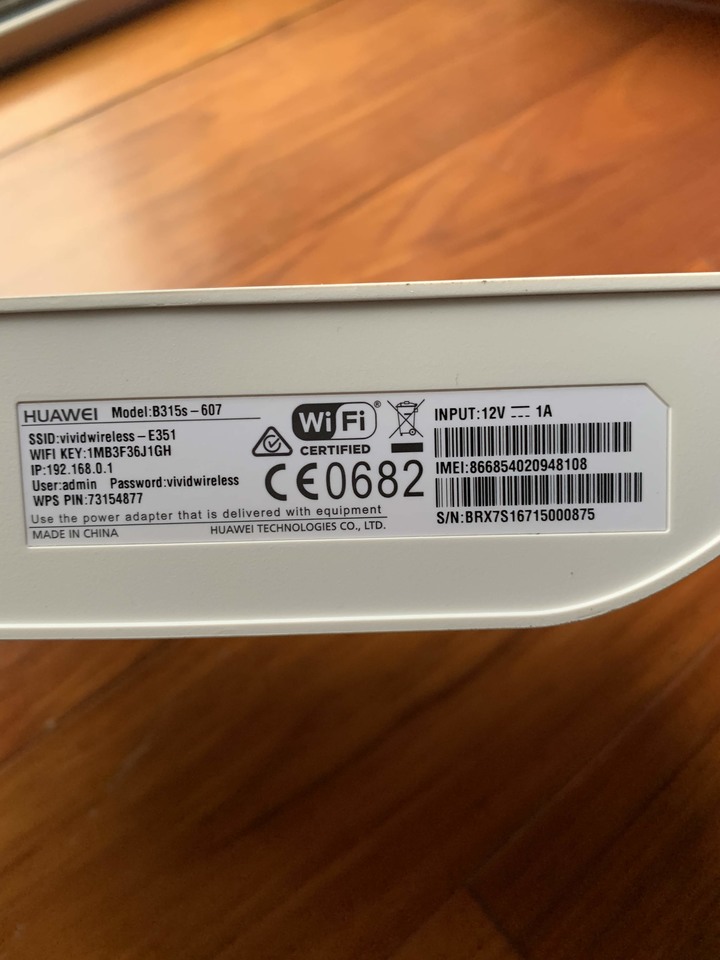 HUAWEI Model:B315s-607
SSID:vividwireless-E351
WIFI KEY:1MB3F36J1GH
IP:192.168.0.1
User:admin Password:vividwireless
WPS PIN:73154877
Use the power adapter that is delivered with equipment
MADE IN CHINA HUAWEI TECHNOLOGIES CO., LTD.
WiFi®
CERTIFIED
CE0682
INPUT:12V ⎓ 1A
IMEI:866854020948108
S/N:BRX7S16715000875